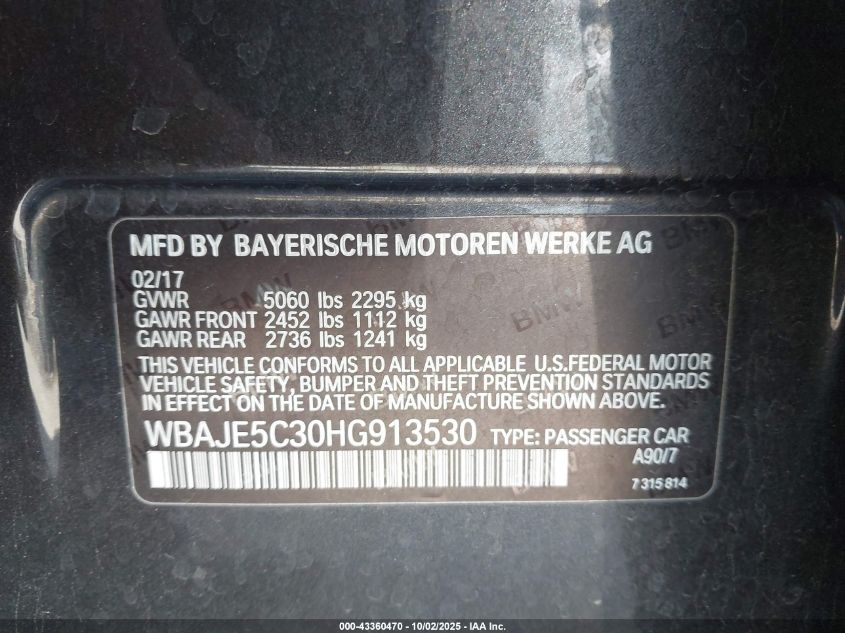 MFD BY BAYERISCHE MOTOREN WERKE AG
02/17
GVWR 5060 lbs 2295 kg
GAWR FRONT 2452 lbs 1112 kg
GAWR REAR 2736 lbs 1241 kg
THIS VEHICLE CONFORMS TO ALL APPLICABLE U.S.FEDERAL MOTOR
VEHICLE SAFETY, BUMPER AND THEFT PREVENTION STANDARDS
IN EFFECT ON THE DATE OF MANUFACTURE SHOWN ABOVE.
WBAJE5C30HG913530 TYPE: PASSENGER CAR
A90/7
7 315 814
000-43360470 - 10/02/2025 - IAA Inc.